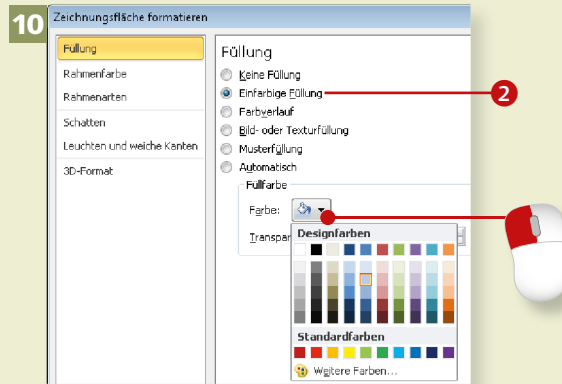 10
Zeichnungsfläche formatieren
Füllung
Rahmenfarbe
Rahmenarten
Schatten
Leuchten und weiche Kanten
3D-Format
Füllung
Keine Füllung
Einfarbige Füllung
2
Farbverlauf
Bild- oder Texturfüllung
Musterfüllung
Automatisch
Füllfarbe
Farbe:
Transpar
Designfarben
Standardfarben
Weitere Farben...